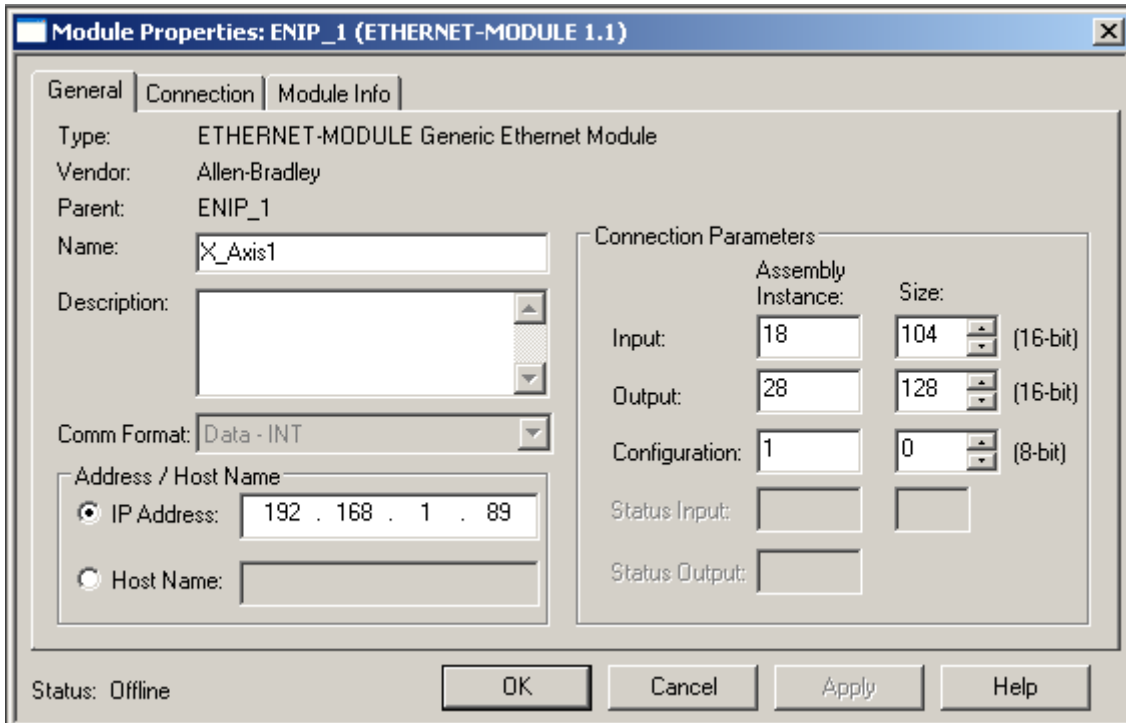 Module Properties: ENIP_1 (ETHERNET-MODULE 1.1)
General Connection Module Info
Type: ETHERNET-MODULE Generic Ethernet Module
Vendor: Allen-Bradley
Parent: ENIP_1
Name: X_Axis1
Description:
Comm Format: Data - INT
Address / Host Name
IP Address: 192 . 168 . 1 . 89
Host Name:
Connection Parameters
Assembly
Instance: Size:
Input: 18 104 (16-bit)
Output: 28 128 (16-bit)
Configuration: 1 0 (8-bit)
Status Input:
Status Output:
Status: Offline
OK Cancel Apply Help